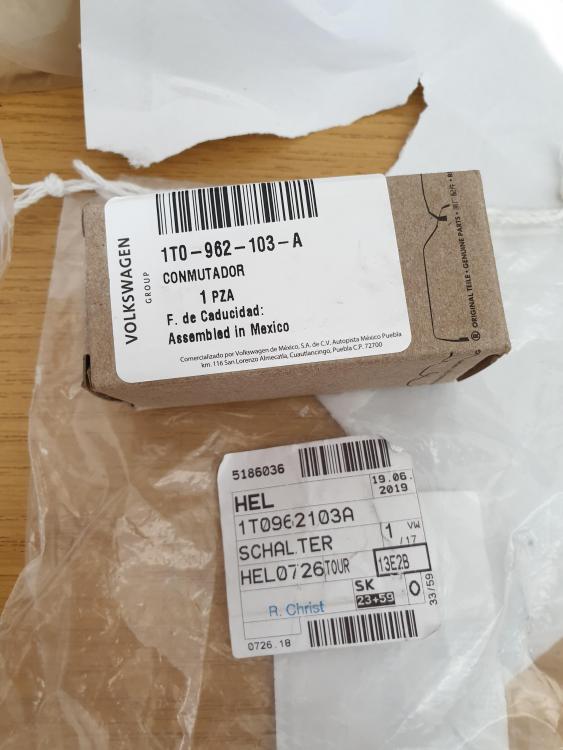 VOLKSWAGEN
GROUP
1T0-962-103-A
CONMUTADOR
1 PZA
F. de Caducidad:
Assembled in Mexico
Comercializado por Volkswagen de México, S.A. de C.V. Autopista México Puebla
km. 116 San Lorenzo Almecatla, Cuautlancingo, Puebla C.P. 72700
® ORIGINAL TEILE • GENUINE PARTS •
5186036
19.06.
2019
HEL
1T0962103A
1 VW
/17
SCHALTER
HEL0726TOUR
13E2B
SK
23+59
0
33/59
R. Christ
0726.18